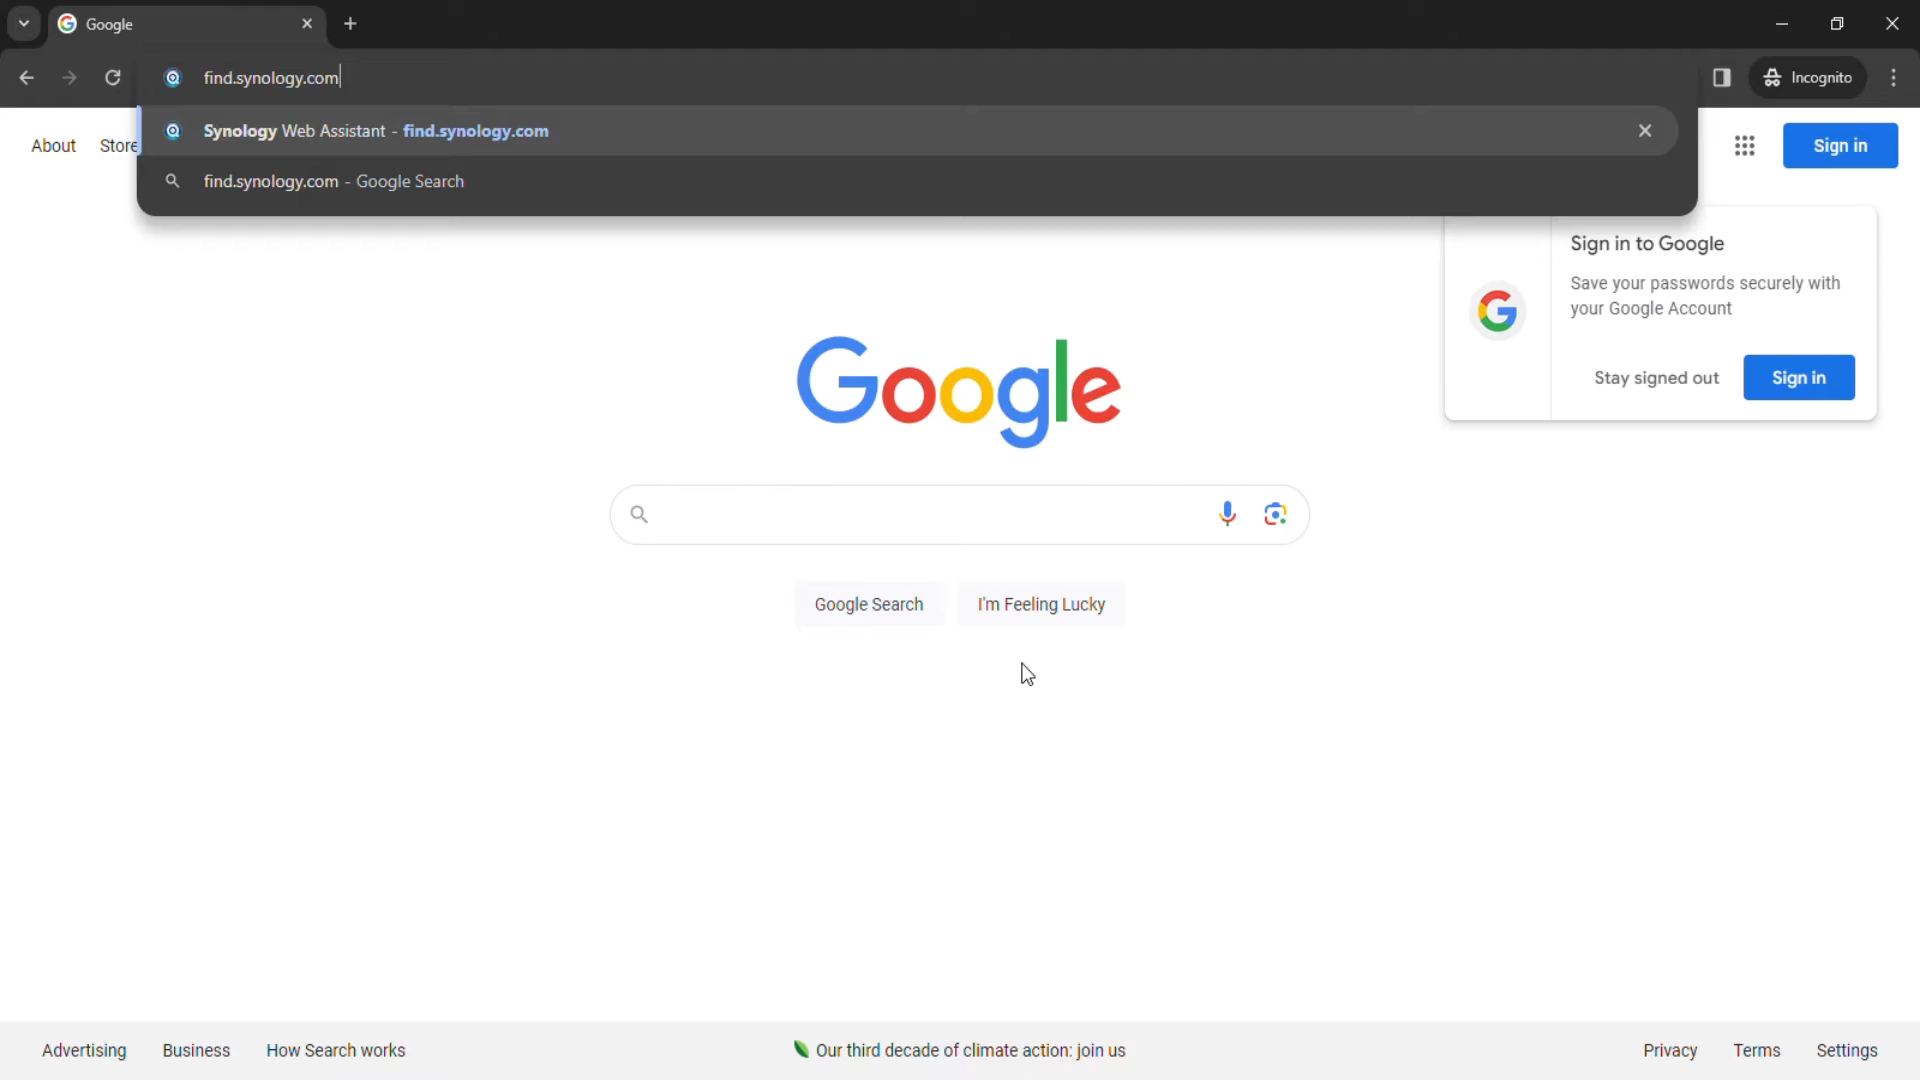 Google
find.synology.com
Incognito
Synology Web Assistant - find.synology.com
find.synology.com - Google Search
About Store
Sign in
Sign in to Google
Save your passwords securely with
your Google Account
Stay signed out Sign in
Google
Google Search I'm Feeling Lucky
Advertising Business How Search works
Our third decade of climate action: join us
Privacy Terms Settings